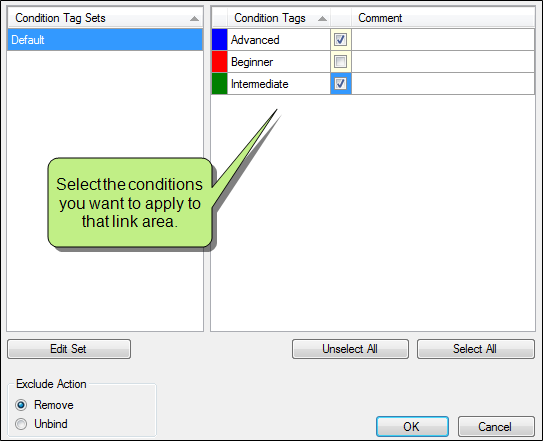 Condition Tag Sets
Default
Condition Tags
Comment
Advanced
Beginner
Intermediate
Select the conditions
you want to apply to
that link area.
Edit Set
Unselect All
Select All
Exclude Action
Remove
Unbind
OK
Cancel